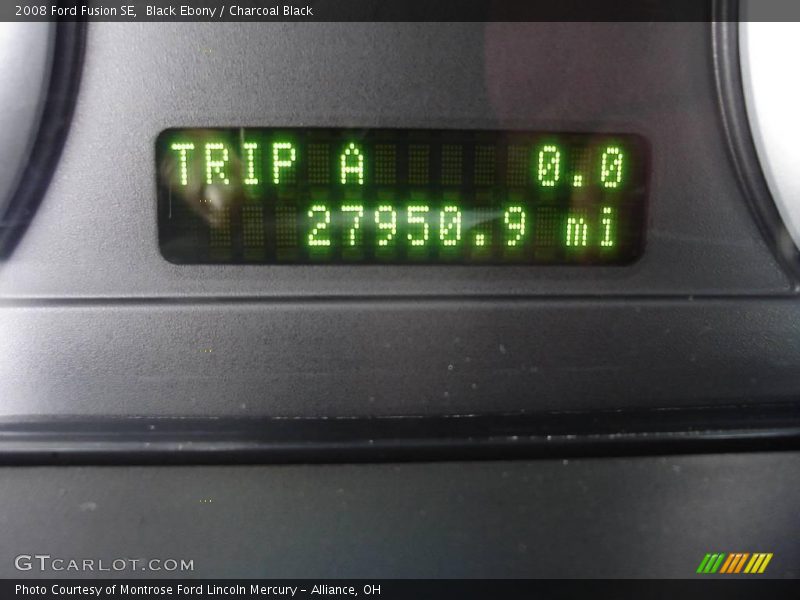 2008 Ford Fusion SE,  Black Ebony / Charcoal Black
TRIP A 0.0
27950.9 mi
GTCARLOT.COM
Photo Courtesy of Montrose Ford Lincoln Mercury - Alliance, OH